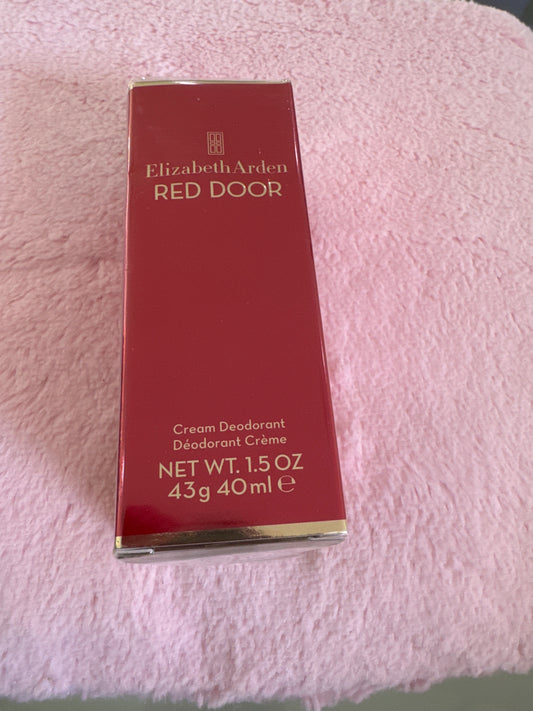 Elizabeth Arden
RED DOOR
Cream Deodorant
Déodorant Crème
NET WT. 1.5 OZ
43g 40ml ℮